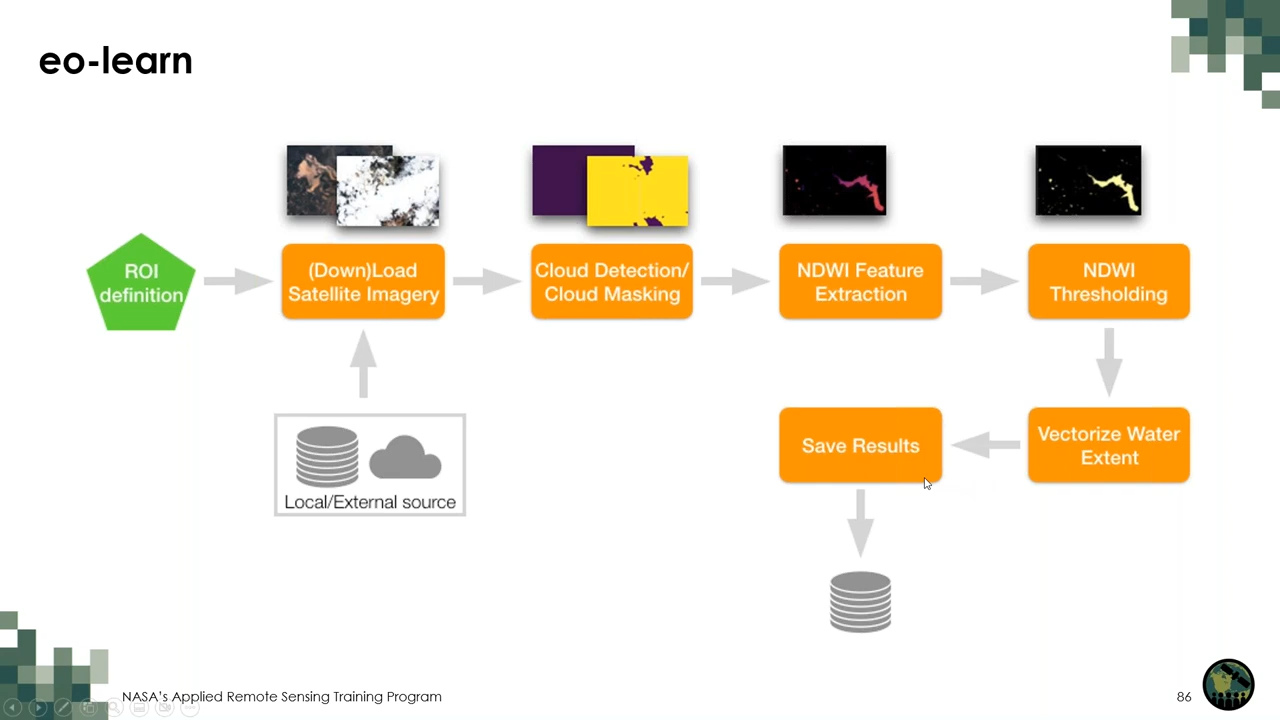 eo-learn
ROI
definition
(Down)Load
Satellite Imagery
Cloud Detection/
Cloud Masking
NDWI Feature
Extraction
NDWI
Thresholding
Local/External source
Save Results
Vectorize Water
Extent
NASA's Applied Remote Sensing Training Program
86